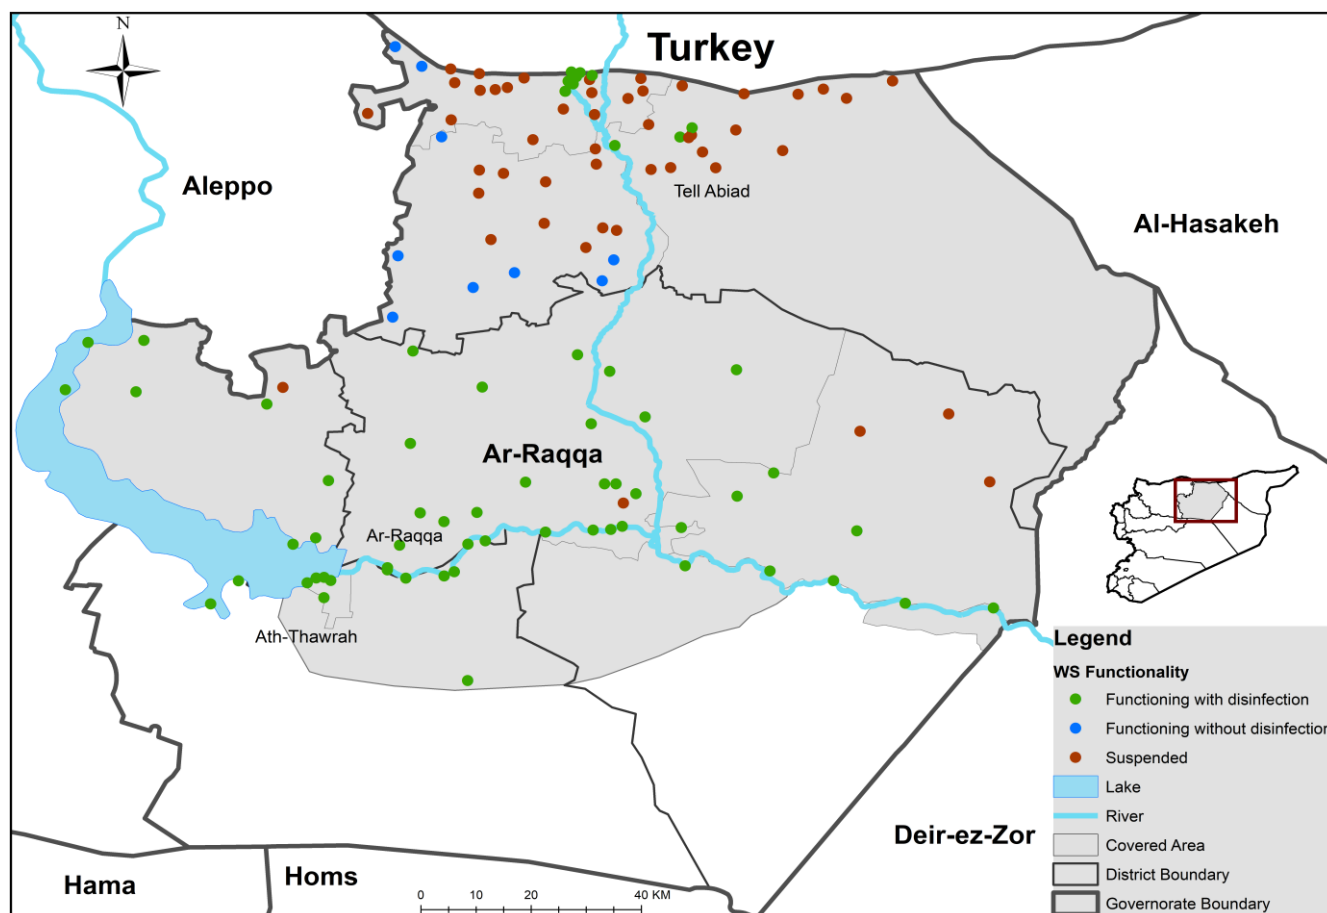 N
Turkey
Aleppo
Tell Abiad
Al-Hasakeh
Ar-Raqqa
Ar-Raqqa
Ath-Thawrah
Deir-ez-Zor
Hama
Homs
0 10 20 40 KM
Legend
WS Functionality
Functioning with disinfection
Functioning without disinfection
Suspended
Lake
River
Covered Area
District Boundary
Governorate Boundary